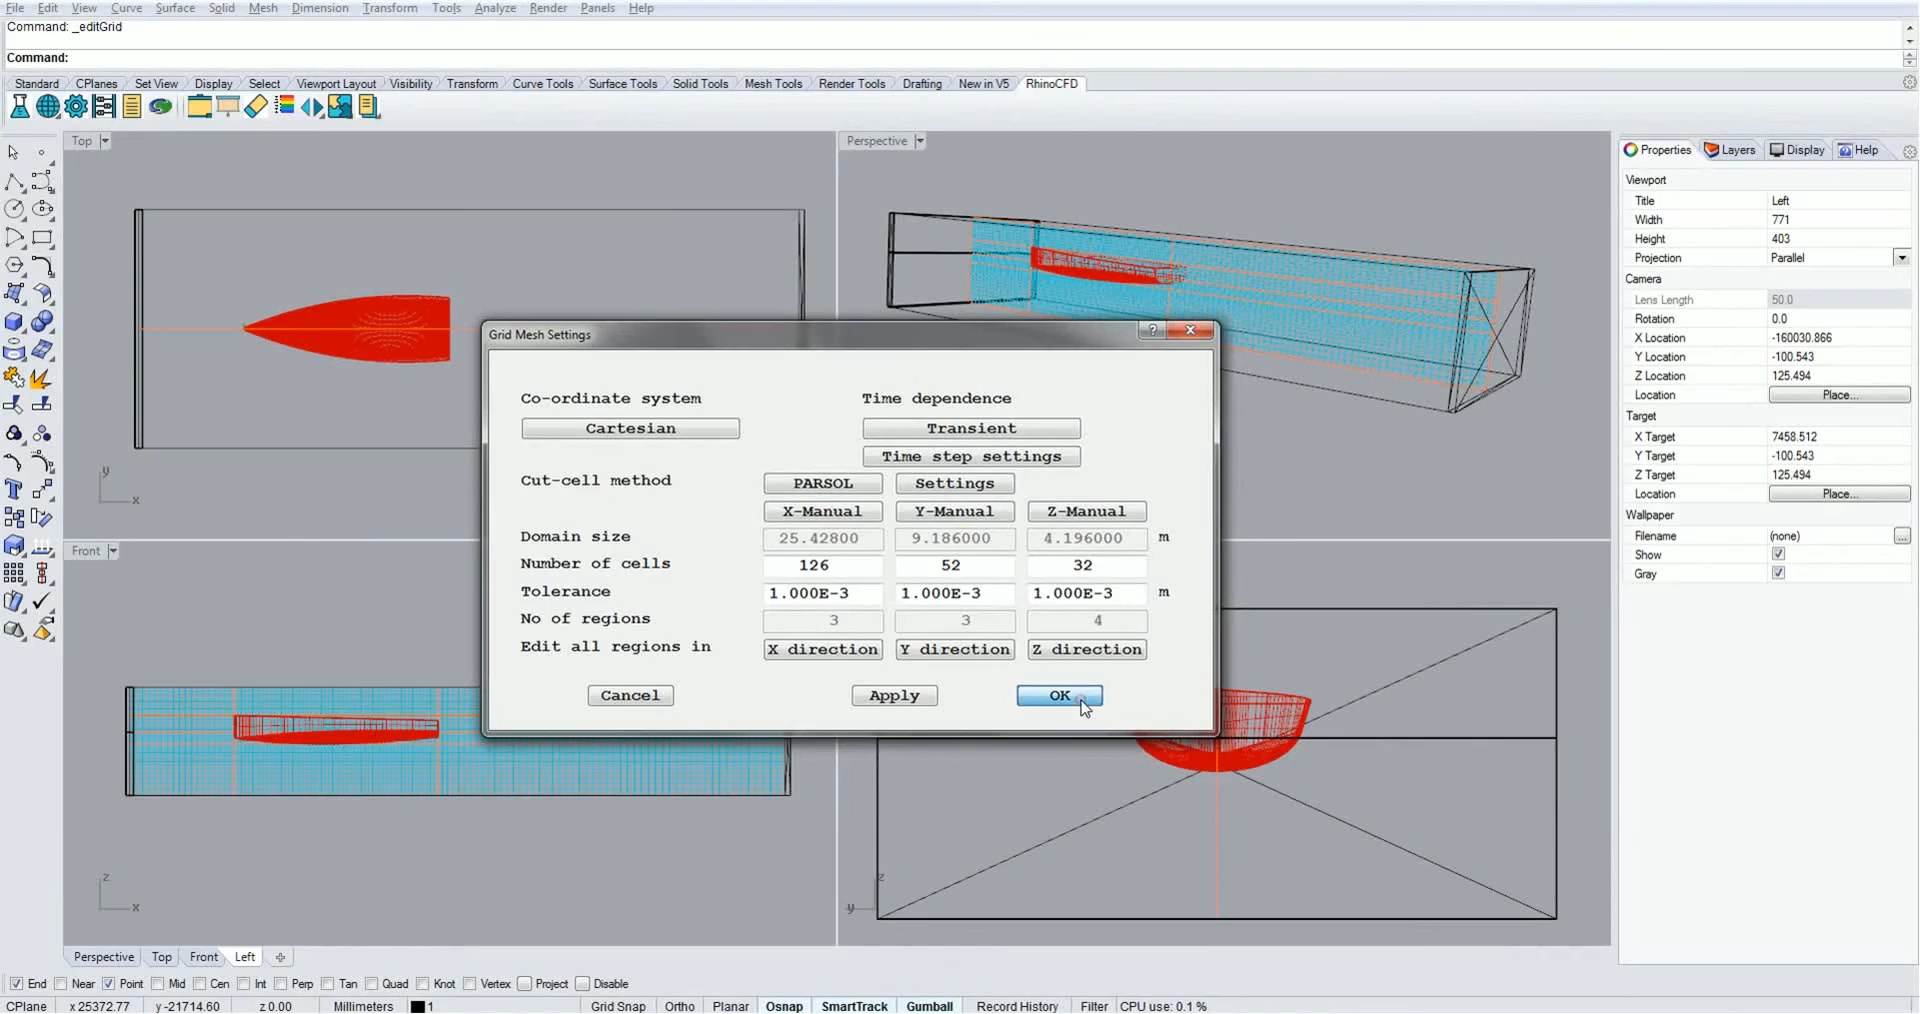 File Edit View Curve Surface Solid Mesh Dimension Transform Tools Analyze Render Panels Help
Command: _editGrid
Command:
Standard CPlanes Set View Display Select Viewport Layout Visibility Transform Curve Tools Surface Tools Solid Tools Mesh Tools Render Tools Drafting New in V5 RhinoCFD
Top
Perspective
Properties Layers Display Help
Viewport
Title Left
Width 771
Height 403
Projection Parallel
Camera
Lens Length 50.0
Rotation 0.0
X Location -160030.866
Y Location -100.543
Z Location 125.494
Location Place...
Target
X Target 7458.512
Y Target -100.543
Z Target 125.494
Location Place...
Wallpaper
Filename (none) ...
Show
Gray
y
x
Grid Mesh Settings
?
Co-ordinate system Time dependence
Cartesian Transient
Time step settings
Cut-cell method PARSOL Settings
X-Manual Y-Manual Z-Manual
Domain size 25.42800 9.186000 4.196000 m
Number of cells 126 52 32
Tolerance 1.000E-3 1.000E-3 1.000E-3 m
No of regions 3 3 4
Edit all regions in X direction Y direction Z direction
Cancel Apply OK
Front
z
x
z
y
Perspective Top Front Left
End Near Point Mid Cen Int Perp Tan Quad Knot Vertex Project Disable
CPlane x 25372.77 y -21714.60 z 0.00 Millimeters 1 Grid Snap Ortho Planar Osnap SmartTrack Gumball Record History Filter CPU use: 0.1 %